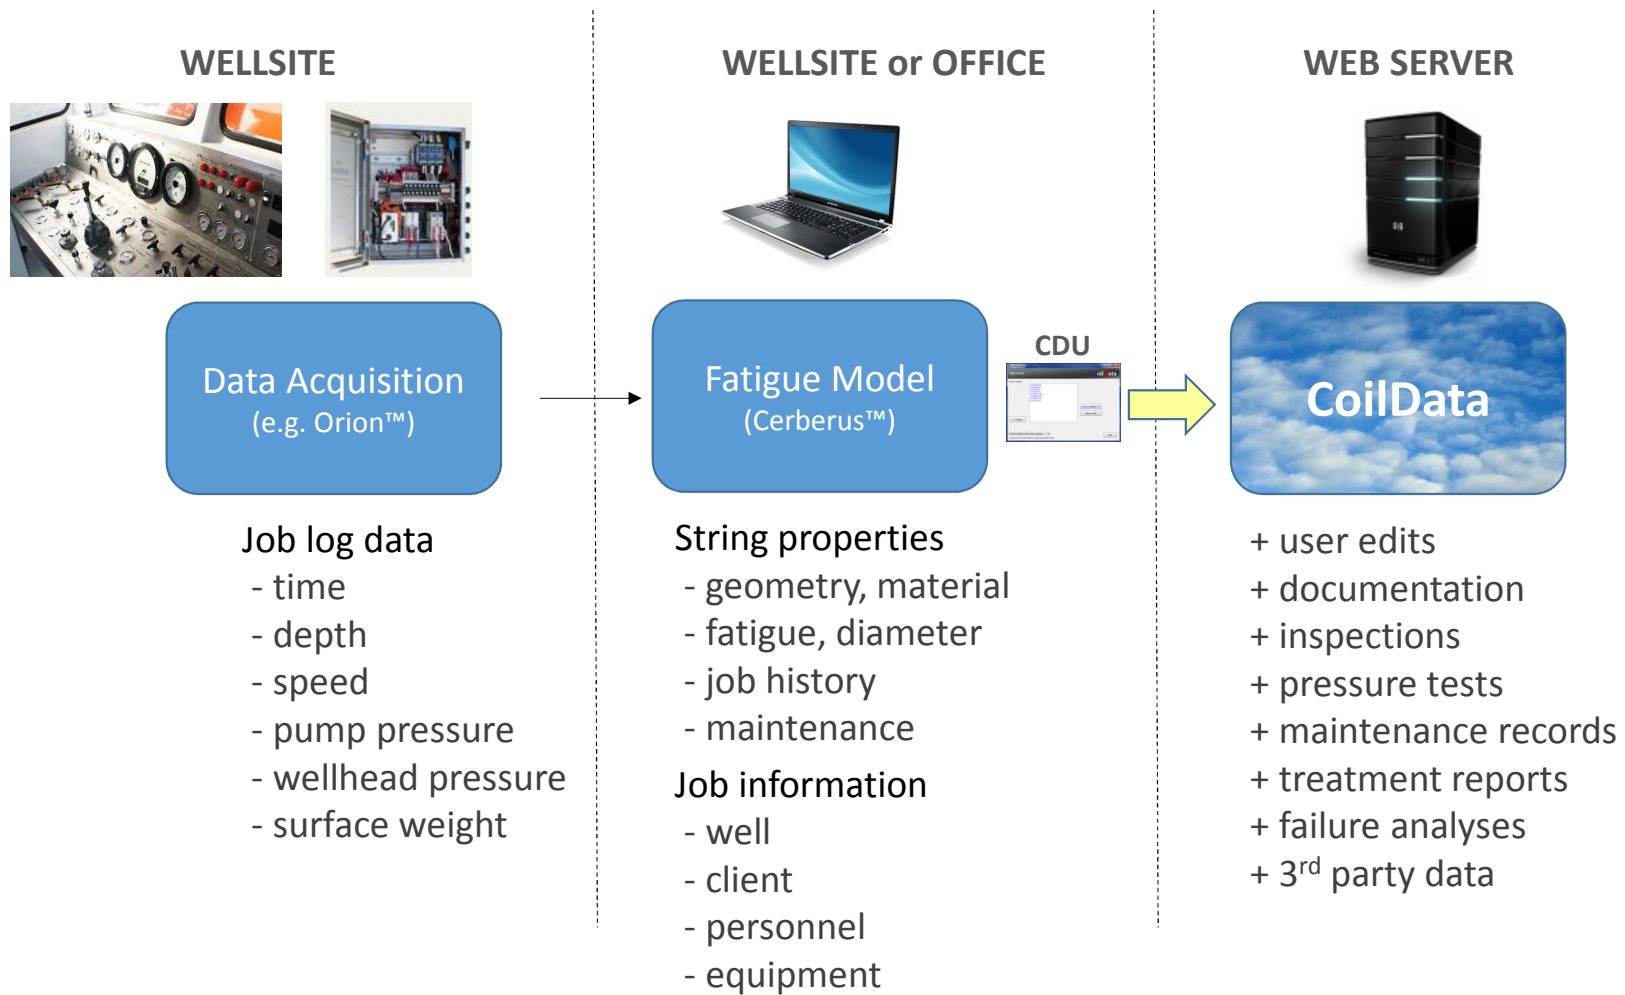 WELLSITE
Data Acquisition
(e.g. Orion™)
Job log data
- time
- depth
- speed
- pump pressure
- wellhead pressure
- surface weight
WELLSITE or OFFICE
Fatigue Model
(Cerberus™)
CDU
String properties
- geometry, material
- fatigue, diameter
- job history
- maintenance
Job information
- well
- client
- personnel
- equipment
WEB SERVER
CoilData
+ user edits
+ documentation
+ inspections
+ pressure tests
+ maintenance records
+ treatment reports
+ failure analyses
+ 3rd party data